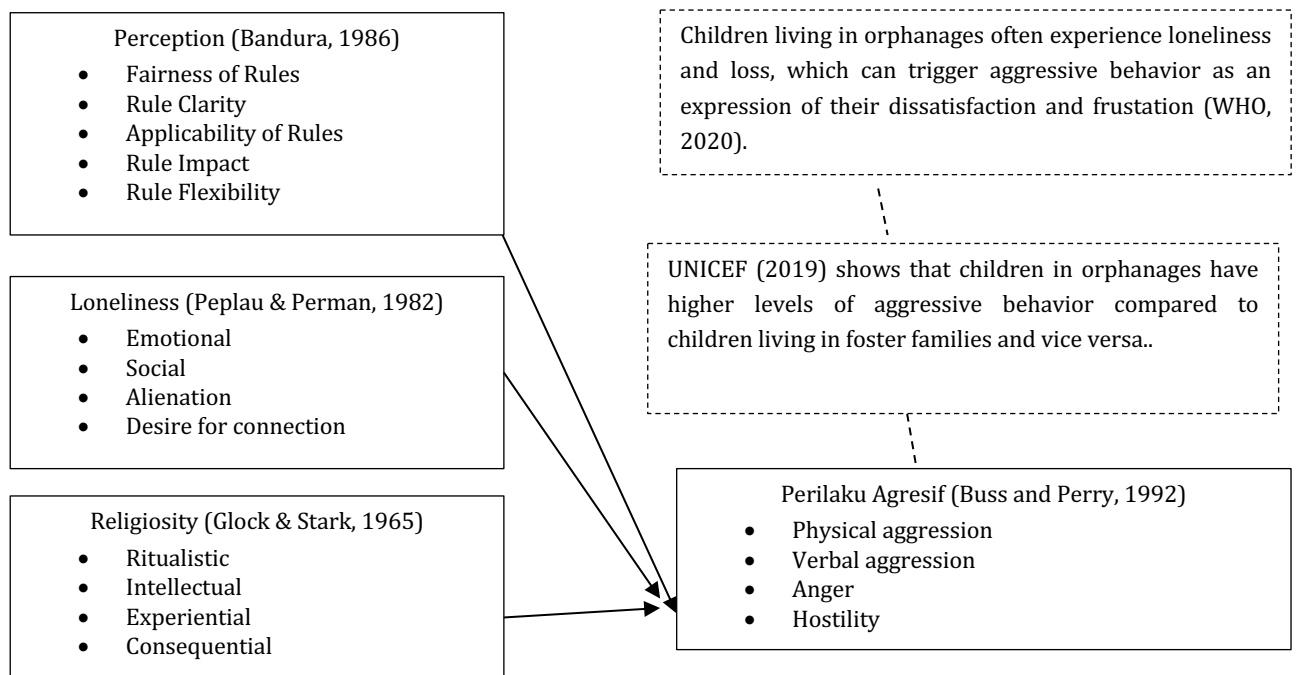 Perception (Bandura, 1986)
• Fairness of Rules
• Rule Clarity
• Applicability of Rules
• Rule Impact
• Rule Flexibility
Loneliness (Peplau & Perman, 1982)
• Emotional
• Social
• Alienation
• Desire for connection
Religiosity (Glock & Stark, 1965)
• Ritualistic
• Intellectual
• Experiential
• Consequential
Children living in orphanages often experience loneliness
and loss, which can trigger aggressive behavior as an
expression of their dissatisfaction and frustation (WHO,
2020).
UNICEF (2019) shows that children in orphanages have
higher levels of aggressive behavior compared to
children living in foster families and vice versa..
Perilaku Agresif (Buss and Perry, 1992)
• Physical aggression
• Verbal aggression
• Anger
• Hostility